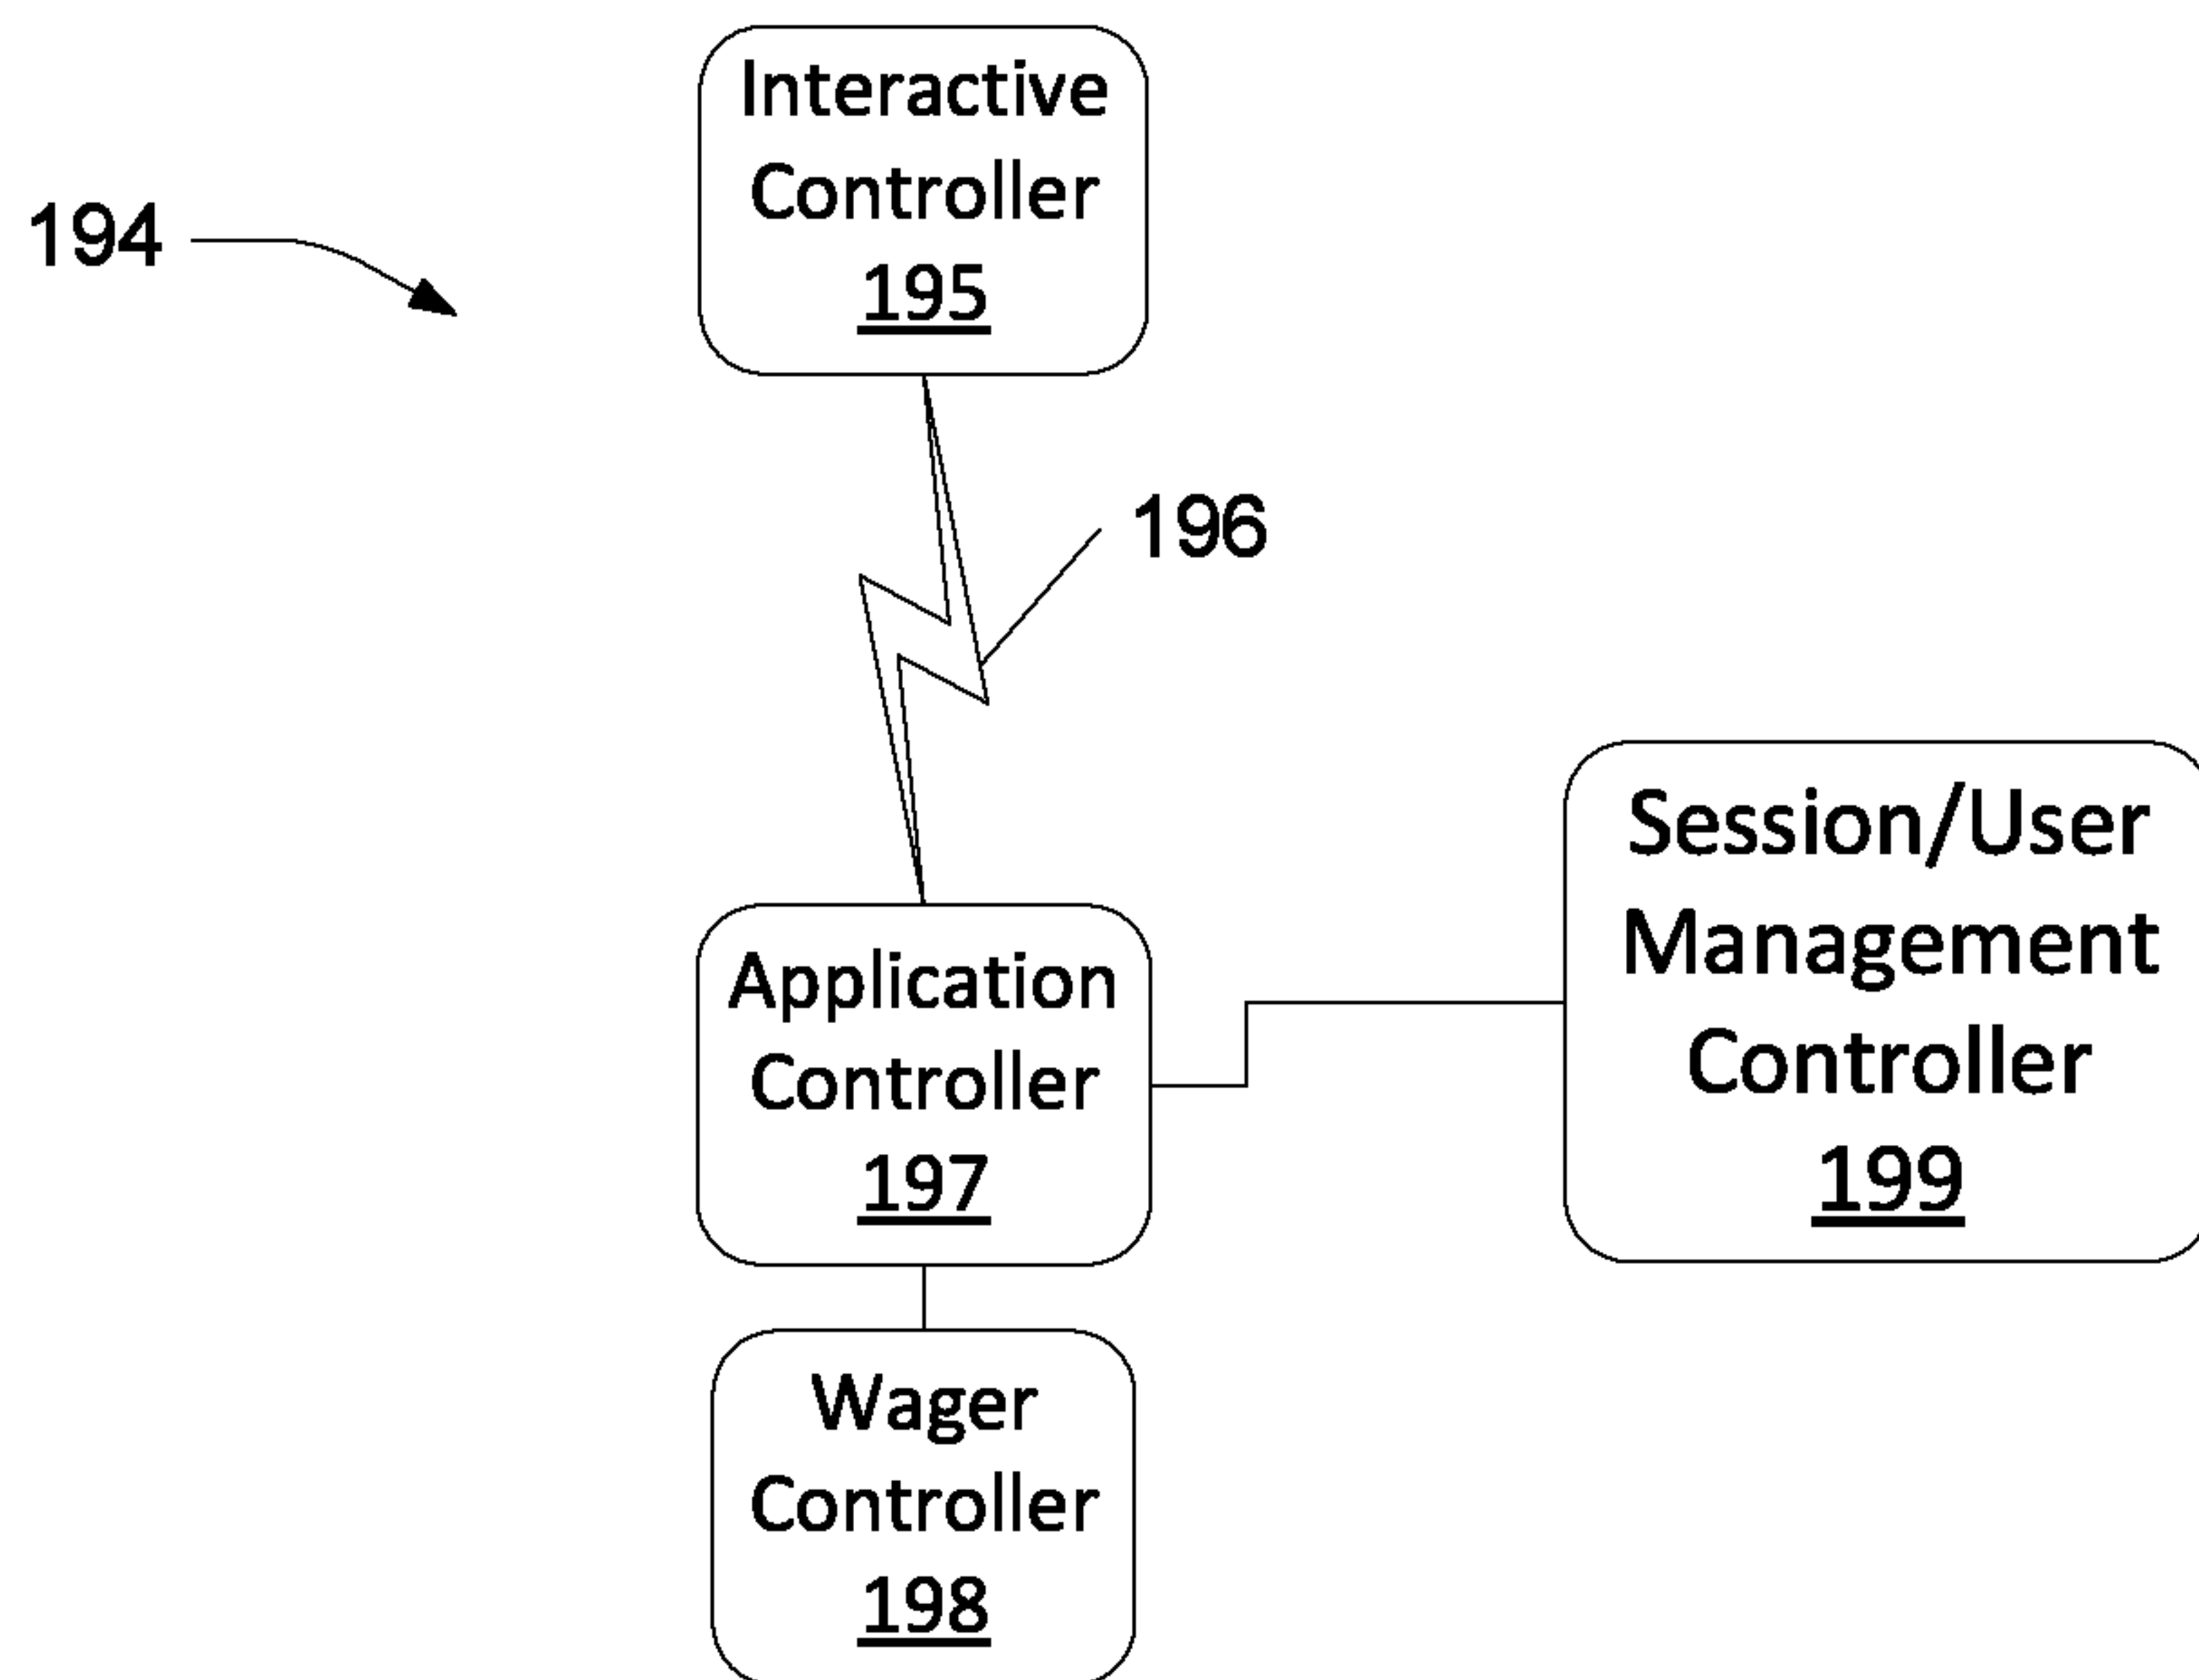 Interactive
Controller
195
194
196
Application
Controller
197
Session/User
Management
Controller
199
Wager
Controller
198